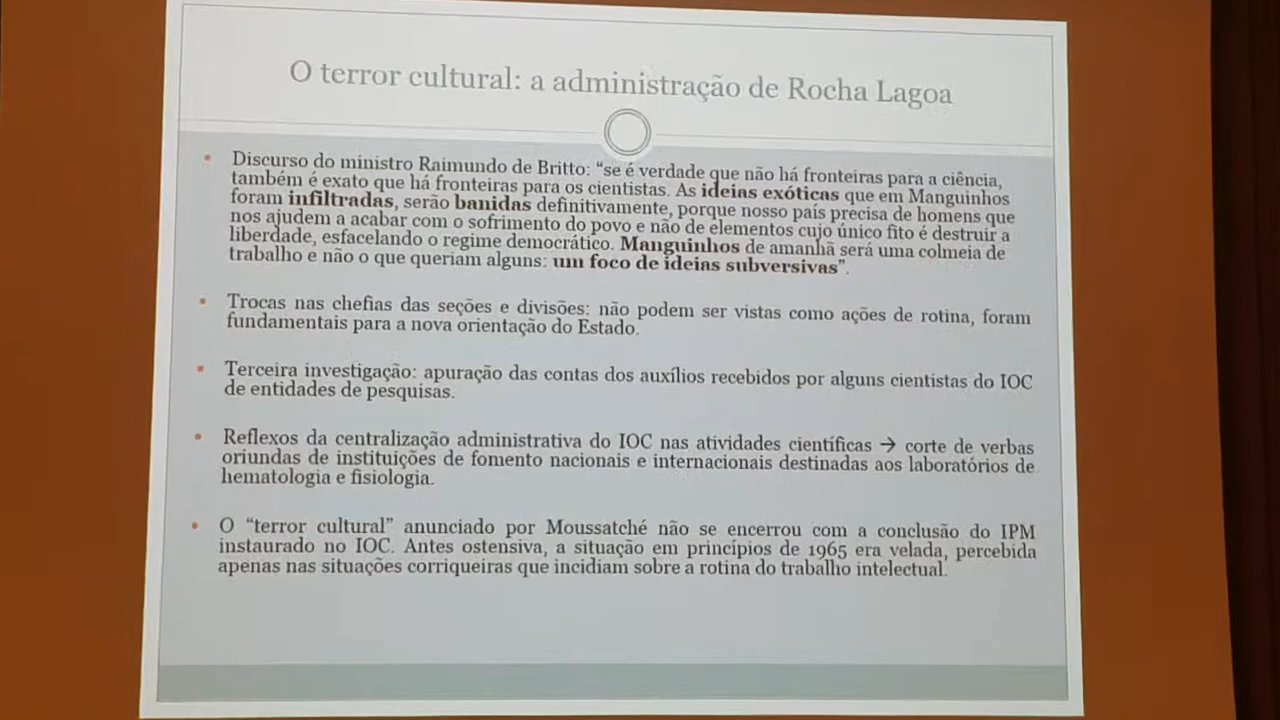 O terror cultural: a administração de Rocha Lagoa
• Discurso do ministro Raimundo de Britto: “se é verdade que não há fronteiras para a ciência,
também é exato que há fronteiras para os cientistas. As ideias exóticas que em Manguinhos
foram infiltradas, serão banidas definitivamente, porque nosso país precisa de homens que
nos ajudem a acabar com o sofrimento do povo e não de elementos cujo único fito é destruir a
liberdade, esfacelando o regime democrático. Manguinhos de amanhã será uma colmeia de
trabalho e não o que queriam alguns: um foco de ideias subversivas”.
• Trocas nas chefias das seções e divisões: não podem ser vistas como ações de rotina, foram
fundamentais para a nova orientação do Estado.
• Terceira investigação: apuração das contas dos auxílios recebidos por alguns cientistas do IOC
de entidades de pesquisas.
• Reflexos da centralização administrativa do IOC nas atividades científicas → corte de verbas
oriundas de instituições de fomento nacionais e internacionais destinadas aos laboratórios de
hematologia e fisiologia.
• O “terror cultural” anunciado por Moussatché não se encerrou com a conclusão do IPM
instaurado no IOC. Antes ostensiva, a situação em princípios de 1965 era velada, percebida
apenas nas situações corriqueiras que incidiam sobre a rotina do trabalho intelectual.